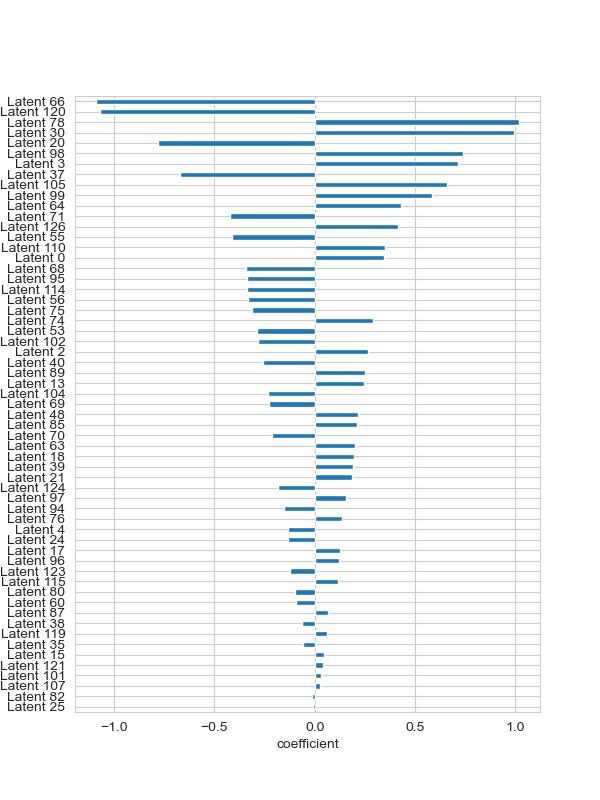 Latent 66
Latent 120
Latent 78
Latent 30
Latent 20
Latent 98
Latent 3
Latent 37
Latent 105
Latent 99
Latent 64
Latent 71
Latent 126
Latent 55
Latent 110
Latent 0
Latent 68
Latent 95
Latent 114
Latent 56
Latent 75
Latent 74
Latent 53
Latent 102
Latent 2
Latent 40
Latent 89
Latent 13
Latent 104
Latent 69
Latent 48
Latent 85
Latent 70
Latent 63
Latent 18
Latent 39
Latent 21
Latent 124
Latent 97
Latent 94
Latent 76
Latent 4
Latent 24
Latent 17
Latent 96
Latent 123
Latent 115
Latent 80
Latent 60
Latent 87
Latent 38
Latent 119
Latent 35
Latent 15
Latent 121
Latent 101
Latent 107
Latent 82
Latent 25
−1.0 −0.5 0.0 0.5 1.0
coefficient